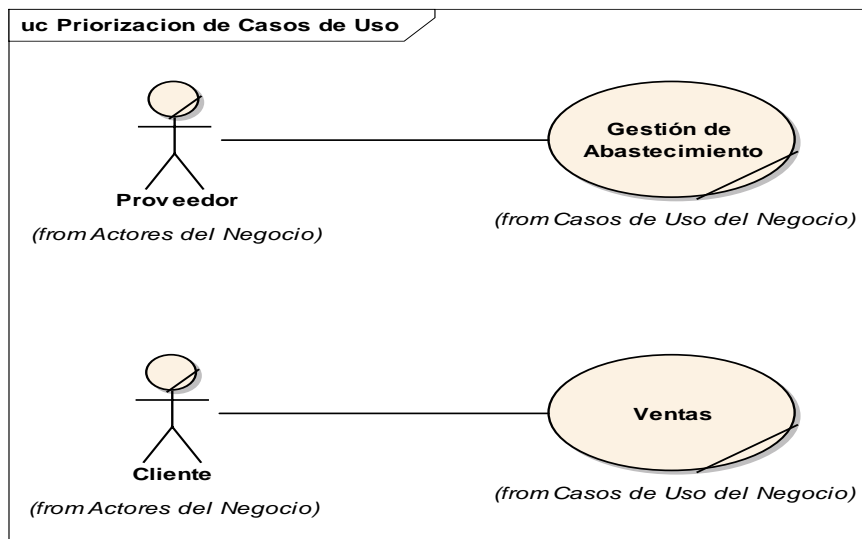 uc Priorizacion de Casos de Uso
Gestión de
Abastecimiento
Proveedor
(from Actores del Negocio)
(from Casos de Uso del Negocio)
Ventas
Cliente
(from Actores del Negocio)
(from Casos de Uso del Negocio)